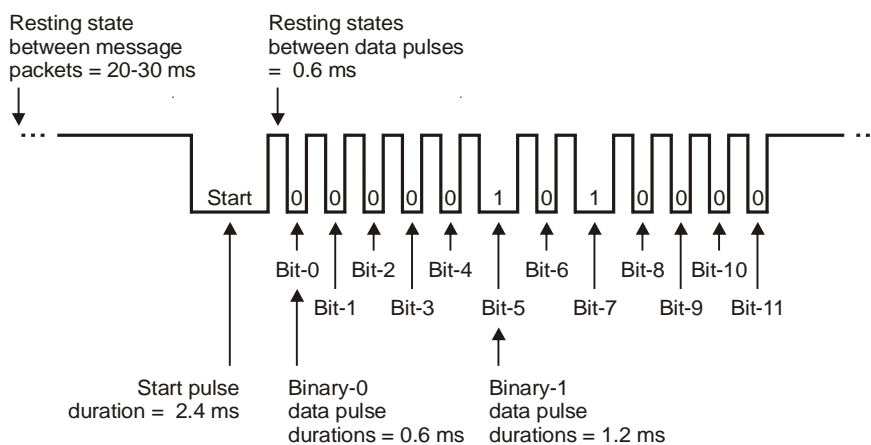 Resting state
between message
packets = 20-30 ms
Resting states
between data pulses
= 0.6 ms
Start
0
0
0
0
0
1
0
1
0
0
0
0
Bit-0
Bit-2
Bit-4
Bit-6
Bit-8
Bit-10
Bit-1
Bit-3
Bit-5
Bit-7
Bit-9
Bit-11
Start pulse
duration = 2.4 ms
Binary-0
data pulse
durations = 0.6 ms
Binary-1
data pulse
durations = 1.2 ms